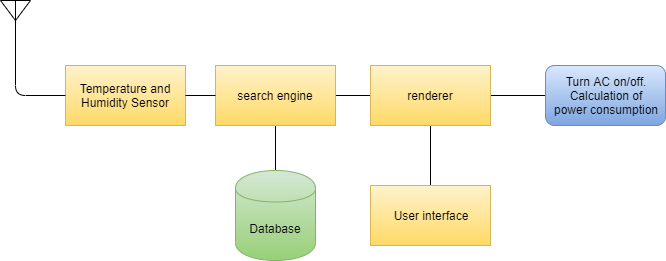 Temperature and
Humidity Sensor
search engine
renderer
Turn AC on/off.
Calculation of
power consumption
Database
User interface